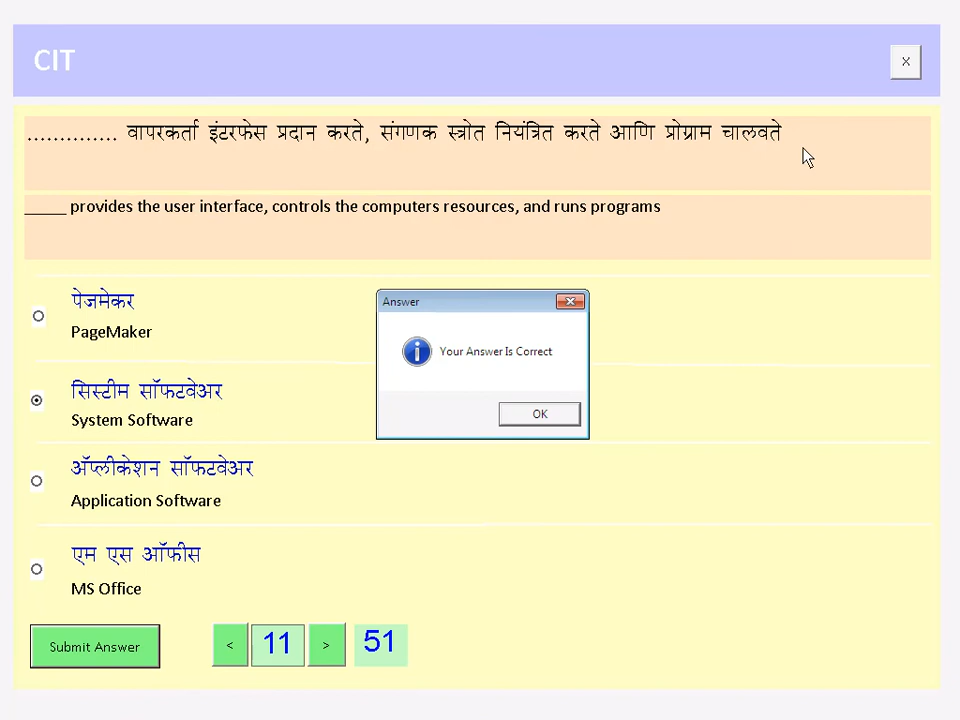 CIT
x
.............. वापरकर्ता इंटरफेस प्रदान करते, संगणक स्त्रोत नियंत्रित करते आणि प्रोग्राम चालवते
_____ provides the user interface, controls the computers resources, and runs programs
पेजमेकर
PageMaker
सिस्टीम सॉफटवेअर
System Software
ॲप्लीकेशन सॉफटवेअर
Application Software
एम एस ऑफीस
MS Office
Answer
Your Answer Is Correct
OK
Submit Answer < 11 > 51